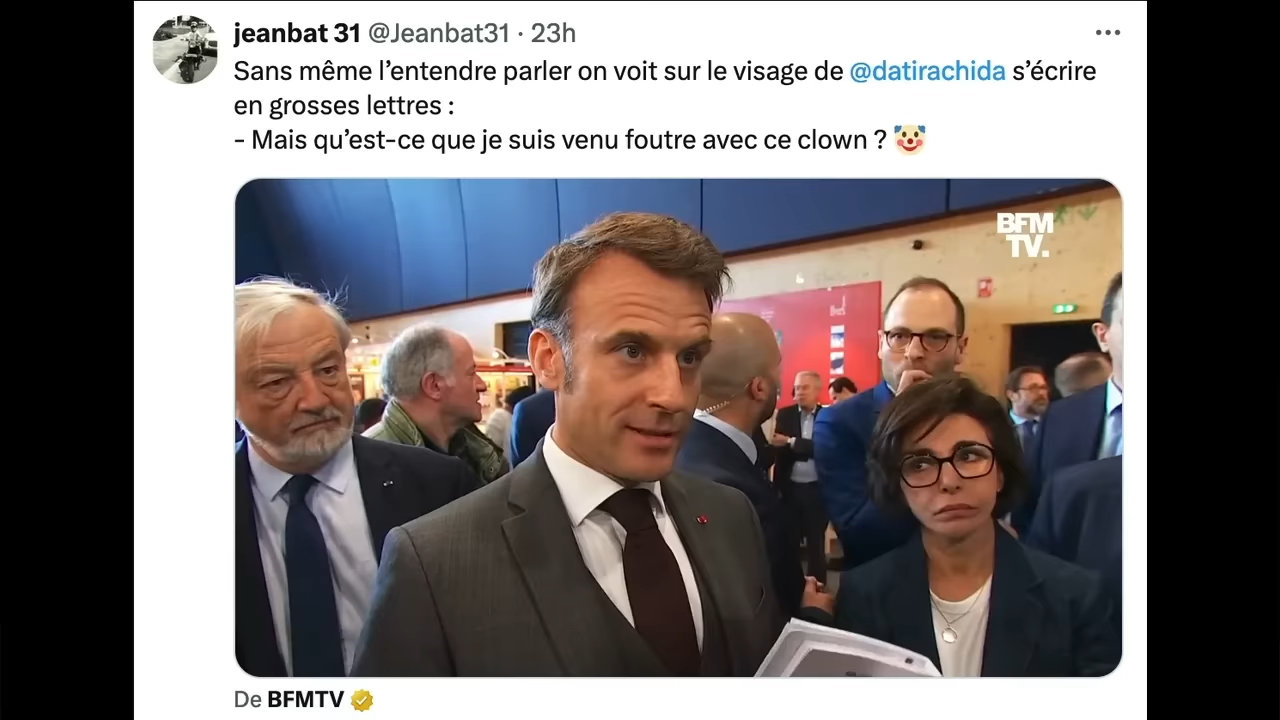 jeanbat 31 @Jeanbat31 · 23h
Sans même l’entendre parler on voit sur le visage de @datirachida s’écrire
en grosses lettres :
- Mais qu’est-ce que je suis venu foutre avec ce clown ? 🤡
BFM
TV.
De BFMTV